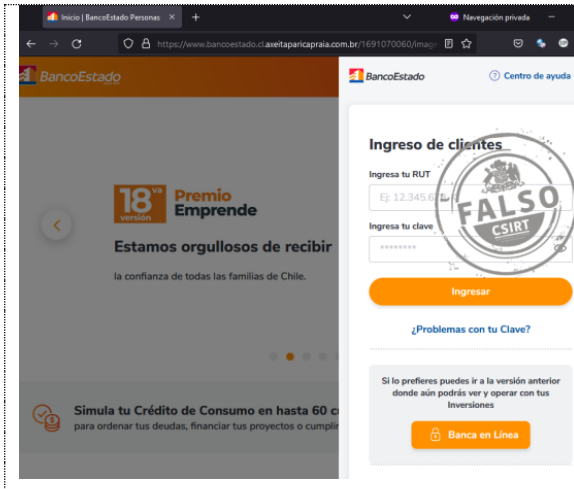 Inicio | BancoEstado Personas
Navegación privada
https://www.bancoestado.cl.axeitaparicapraia.com.br/1691070060/image
BancoEstado
BancoEstado
Centro de ayuda
Ingreso de clientes
Ingresa tu RUT
Ej: 12.345.6
Ingresa tu clave
********
FALSO
CSIRT
Ingresar
¿Problemas con tu Clave?
18va
versión
Premio
Emprende
Estamos orgullosos de recibir
la confianza de todas las familias de Chile.
Si lo prefieres puedes ir a la versión anterior
donde aún podrás ver y operar con tus
Inversiones
Banca en Línea
Simula tu Crédito de Consumo en hasta 60
para ordenar tus deudas, financiar tus proyectos o cumplir